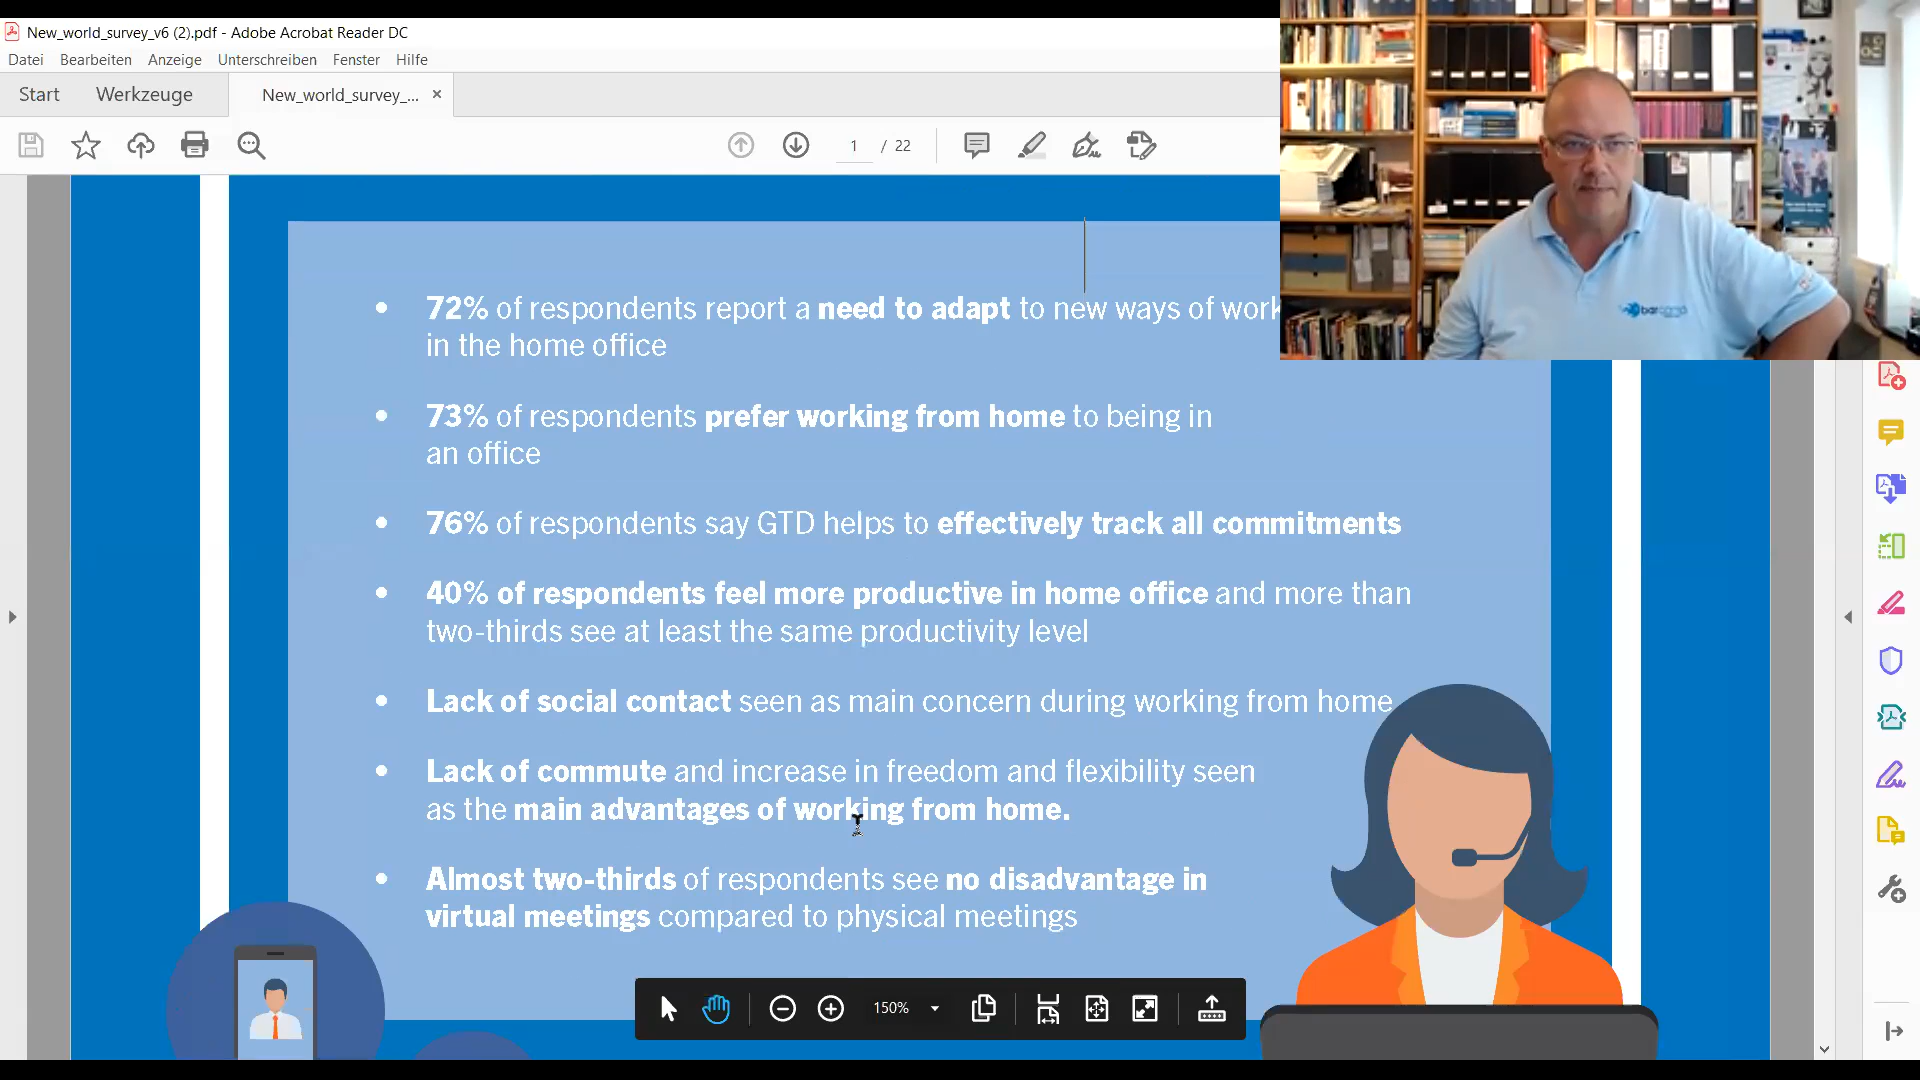 New_world_survey_v6 (2).pdf - Adobe Acrobat Reader DC
Datei Bearbeiten Anzeige Unterschreiben Fenster Hilfe
Start Werkzeuge New_world_survey_... ×
1 / 22
• 72% of respondents report a need to adapt to new ways of work
in the home office
• 73% of respondents prefer working from home to being in
an office
• 76% of respondents say GTD helps to effectively track all commitments
• 40% of respondents feel more productive in home office and more than
two-thirds see at least the same productivity level
• Lack of social contact seen as main concern during working from home
• Lack of commute and increase in freedom and flexibility seen
as the main advantages of working from home.
• Almost two-thirds of respondents see no disadvantage in
virtual meetings compared to physical meetings
150%
barcamp